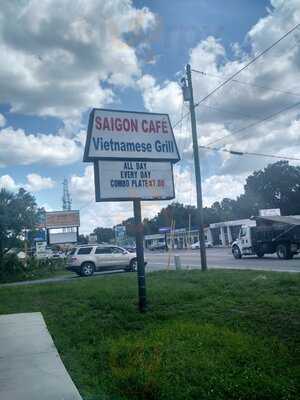 SAIGON CAFÉ
Vietnamese Grill
ALL DAY
EVERY DAY
COMBO PLATE $7.00